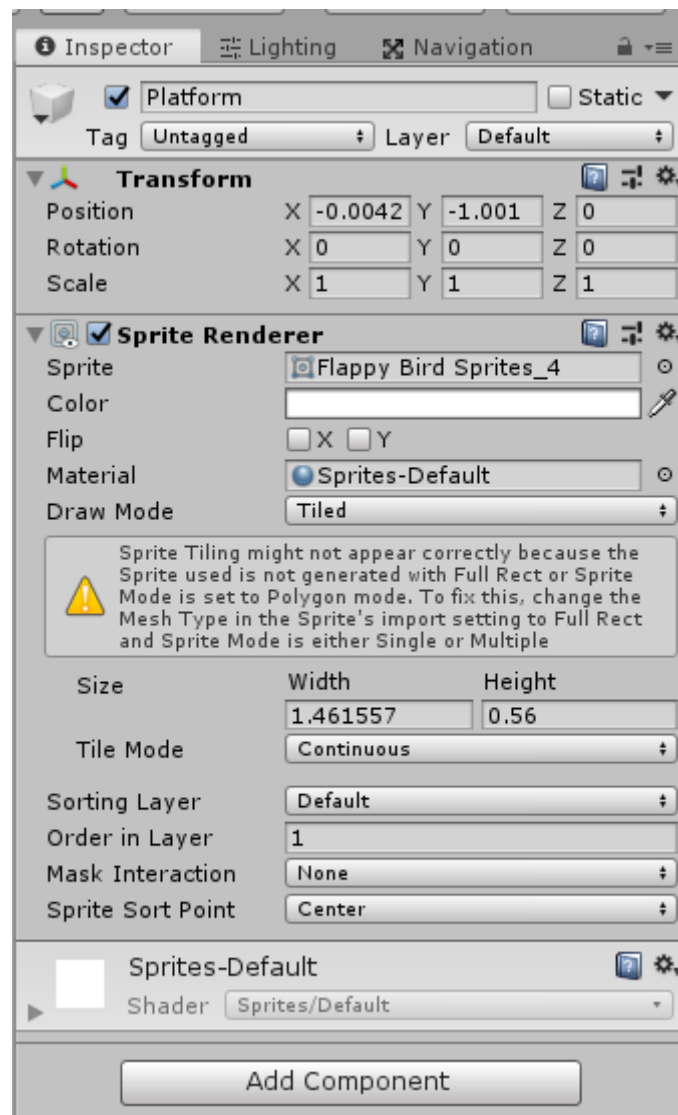 Inspector Lighting Navigation
Platform Static
Tag Untagged Layer Default
Transform
Position X -0.0042 Y -1.001 Z 0
Rotation X 0 Y 0 Z 0
Scale X 1 Y 1 Z 1
Sprite Renderer
Sprite Flappy Bird Sprites_4
Color
Flip X Y
Material Sprites-Default
Draw Mode Tiled
Sprite Tiling might not appear correctly because the
Sprite used is not generated with Full Rect or Sprite
Mode is set to Polygon mode. To fix this, change the
Mesh Type in the Sprite's import setting to Full Rect
and Sprite Mode is either Single or Multiple
Size Width Height
1.461557 0.56
Tile Mode Continuous
Sorting Layer Default
Order in Layer 1
Mask Interaction None
Sprite Sort Point Center
Sprites-Default
Shader Sprites/Default
Add Component